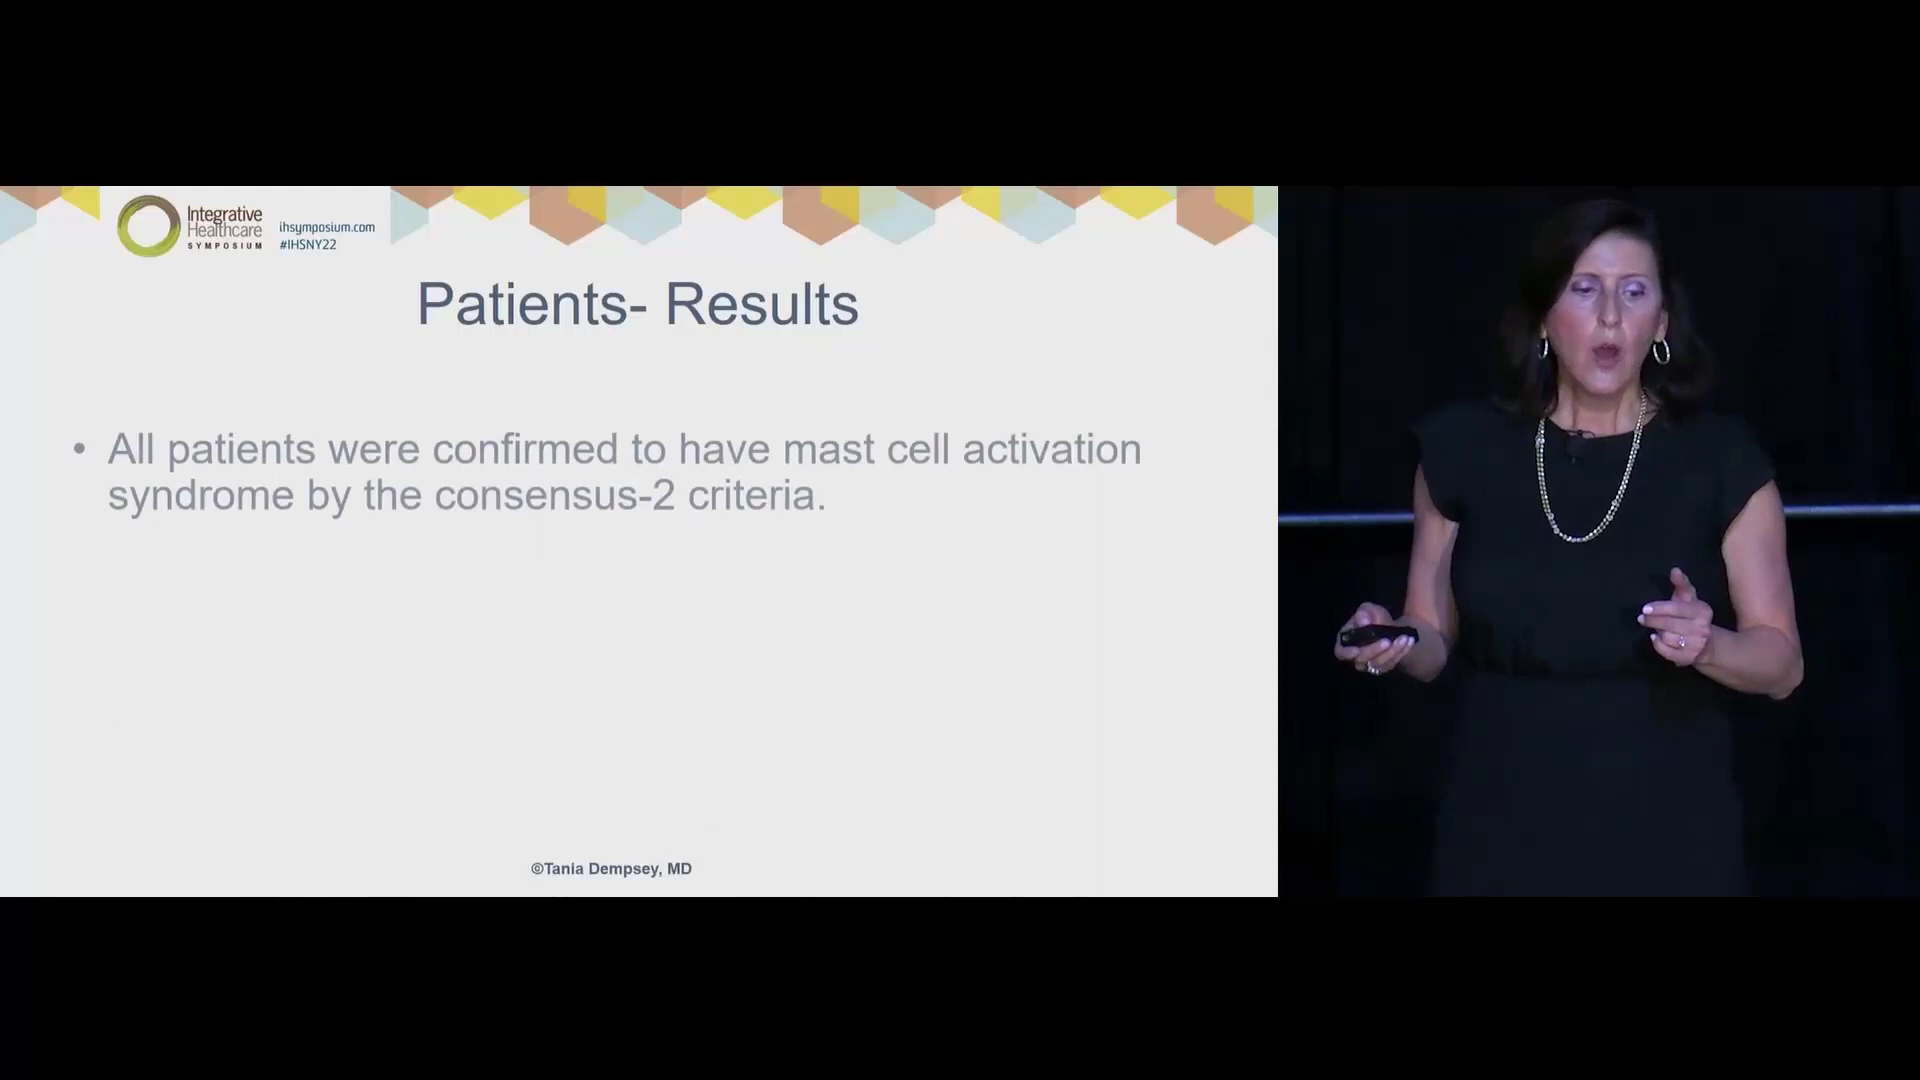 Integrative
Healthcare
SYMPOSIUM
ihsymposium.com
#IHSNY22
Patients- Results
• All patients were confirmed to have mast cell activation
syndrome by the consensus-2 criteria.
©Tania Dempsey, MD